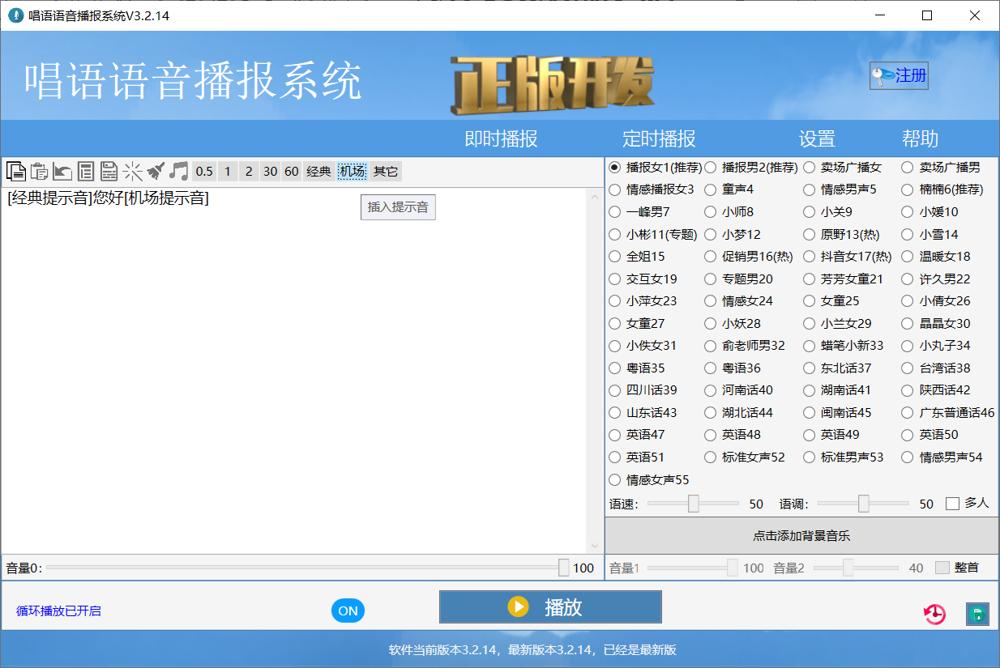 唱语语音播报系统V3.2.14
唱语语音播报系统
正版开发
注册
即时播报 定时播报 设置 帮助
0.5 1 2 30 60 经典 机场 其它
[经典提示音]您好[机场提示音]
插入提示音
播报女1(推荐) 播报男2(推荐) 卖场广播女 卖场广播男
情感播报女3 童声4 情感男声5 楠楠6(推荐)
一峰男7 小师8 小关9 小媛10
小彬11(专题) 小梦12 原野13(热) 小雪14
全姐15 促销男16(热) 抖音女17(热) 温暖女18
交互女19 专题男20 芳芳女童21 许久男22
小萍女23 情感女24 女童25 小倩女26
女童27 小妖28 小兰女29 晶晶女30
小佚女31 俞老师男32 蜡笔小新33 小丸子34
粤语35 粤语36 东北话37 台湾话38
四川话39 河南话40 湖南话41 陕西话42
山东话43 湖北话44 闽南话45 广东普通话46
英语47 英语48 英语49 英语50
英语51 标准女声52 标准男声53 情感男声54
情感女声55
语速: 50 语调: 50 多人
点击添加背景音乐
音量0: 100
音量1 100 音量2 40 整首
循环播放已开启
ON
播放
软件当前版本3.2.14，最新版本3.2.14，已经是最新版